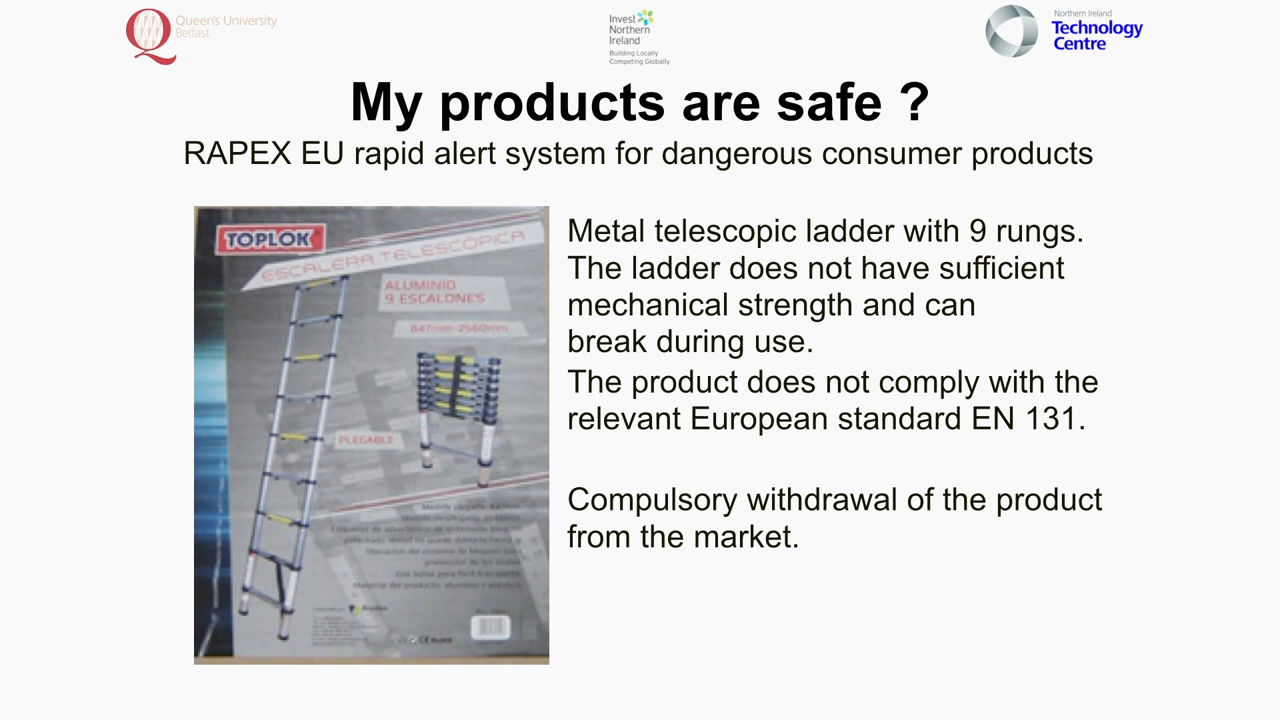 Queen's University
Belfast
Invest
Northern
Ireland
Building Locally
Competing Globally
Northern Ireland
Technology
Centre
My products are safe ?
RAPEX EU rapid alert system for dangerous consumer products
TOPLOK
ESCALERA TELESCÓPICA
ALUMINIO
9 ESCALONES
847mm-2560mm
PLEGABLE
Metal telescopic ladder with 9 rungs.
The ladder does not have sufficient
mechanical strength and can
break during use.
The product does not comply with the
relevant European standard EN 131.
Compulsory withdrawal of the product
from the market.